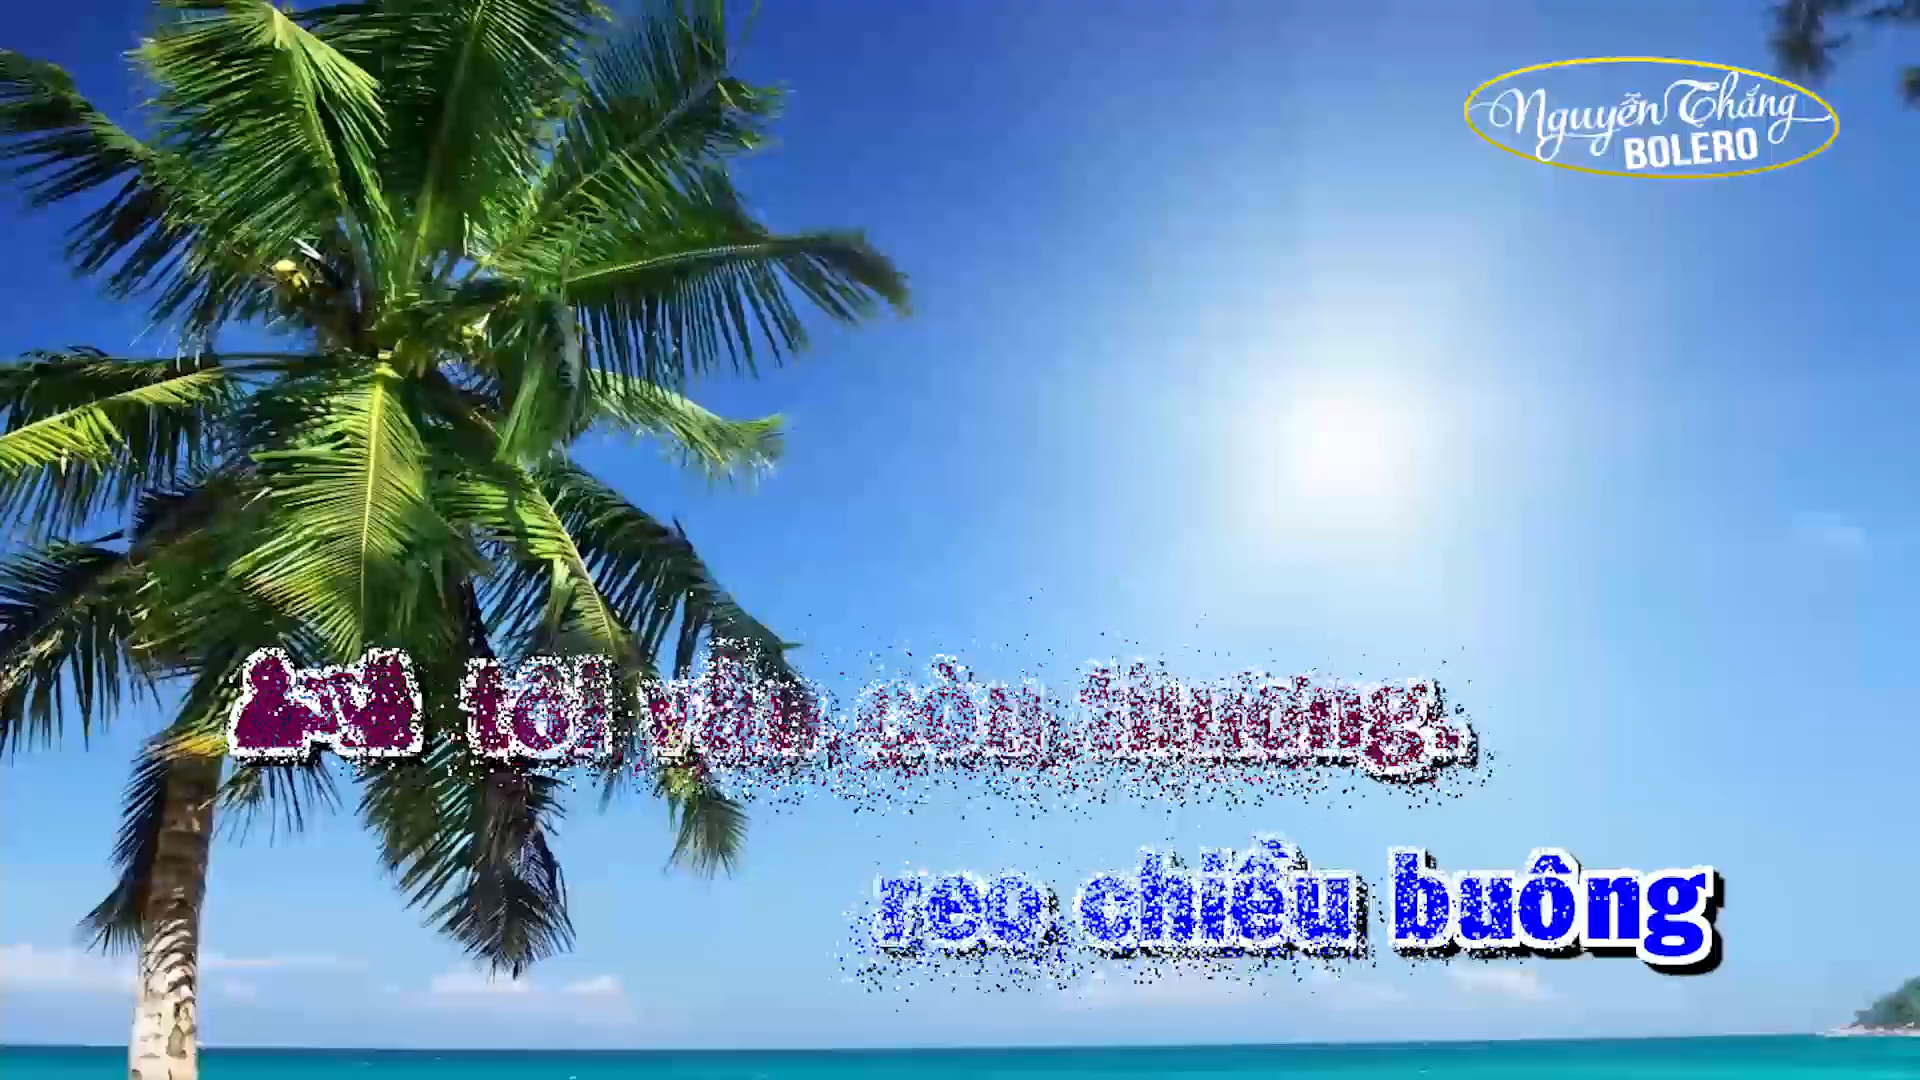 Nguyễn Thắng
BOLERO
tôi vẫn còn thương.
reo chiều buông